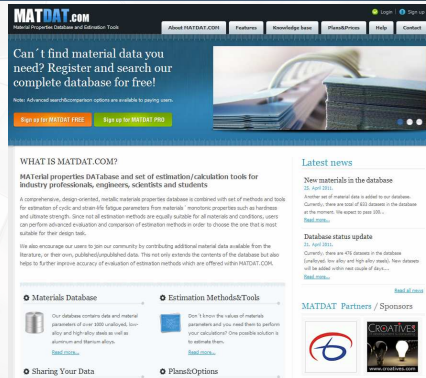 MATDAT.COM
Material Properties Database and Estimation Tools
Login | Sign up
About MATDAT.COM
Features
Knowledge base
Plans&Prices
Help
Contact
Can´t find material data you
need? Register and search our
complete database for free!
Note: Advanced search&comparison options are available to paying users.
Sign up for MATDAT FREE
Sign up for MATDAT PRO
WHAT IS MATDAT.COM?
MATerial properties DATabase and set of estimation/calculation tools for
industry professionals, engineers, scientists and students
A comprehensive, design-oriented, metallic materials properties database is combined with set of methods and tools
for estimation of cyclic and strain-life fatigue parameters from materials´ monotonic properties such as hardness
and ultimate strength. Since not all estimation methods are equally suitable for all materials and conditions, users
can perform advanced evaluation and comparison of estimation methods in order to choose the one that is most
suitable for their design task.
We also encourage our users to join our community by contributing additional material data available from the
literature, or their own, published/unpublished data. This not only extends the contents of the database but also
helps to further improve accuracy of evaluation of estimation methods which are offered within MATDAT.COM.
Materials Database
Our database contains data and material
parameters of over 1000 unalloyed, low-
alloy and high-alloy steels as well as
aluminum and titanium alloys.
Read more...
Estimation Methods&Tools
Don´t know the values of materials
parameters and you need them to perform
your calculations? One possible solution is
to estimate them.
Read more...
Sharing Your Data
Plans&Options
Latest news
New materials in the database
25. April 2011.
Another set of material data is added to our database.
Currently, there are total of 633 datasets in the database
at the moment. We expect to pass 100...
Read more...
Database status update
21. April 2011.
Currently, there are 476 datasets in the database
(unalloyed, low alloy and high alloy steels). New datasets
will be added within next couple of days....
Read more...
Read all news
MATDAT Partners / Sponsors
CREATIVES
www.croatives.com